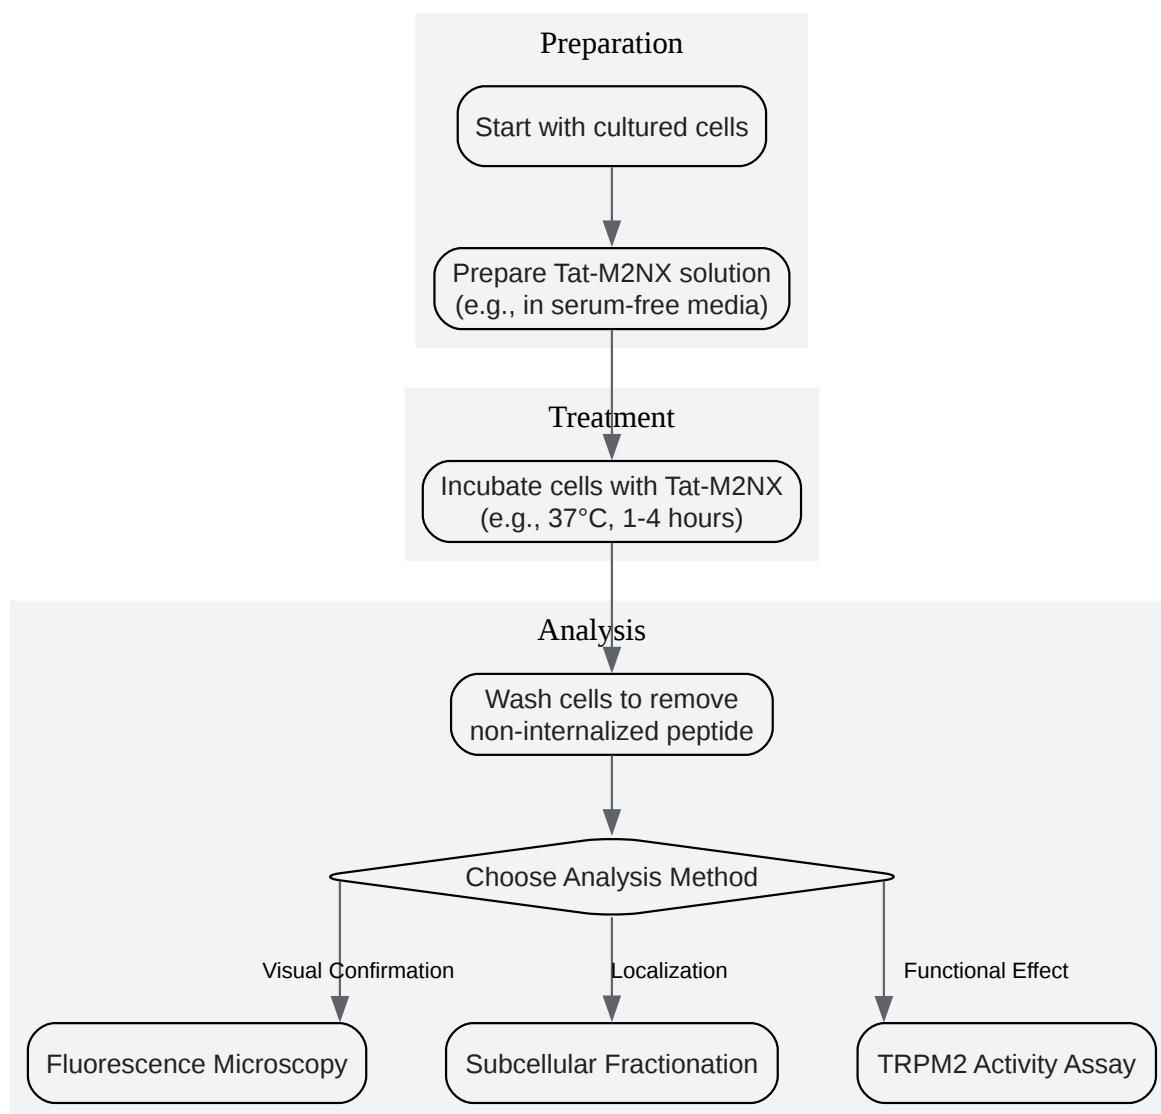 Preparation
Start with cultured cells
Prepare Tat-M2NX solution
(e.g., in serum-free media)
Treatment
Incubate cells with Tat-M2NX
(e.g., 37°C, 1-4 hours)
Analysis
Wash cells to remove
non-internalized peptide
Choose Analysis Method
Visual Confirmation
Localization
Functional Effect
Fluorescence Microscopy
Subcellular Fractionation
TRPM2 Activity Assay